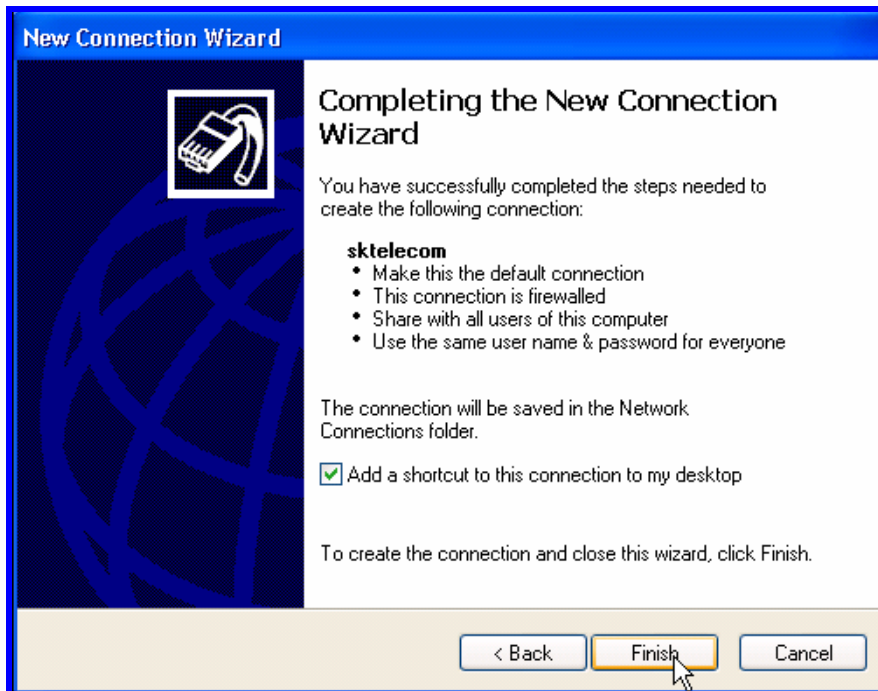 New Connection Wizard
Completing the New Connection
Wizard
You have successfully completed the steps needed to
create the following connection:
sktelecom
• Make this the default connection
• This connection is firewalled
• Share with all users of this computer
• Use the same user name & password for everyone
The connection will be saved in the Network
Connections folder.
Add a shortcut to this connection to my desktop
To create the connection and close this wizard, click Finish.
< Back Finish Cancel